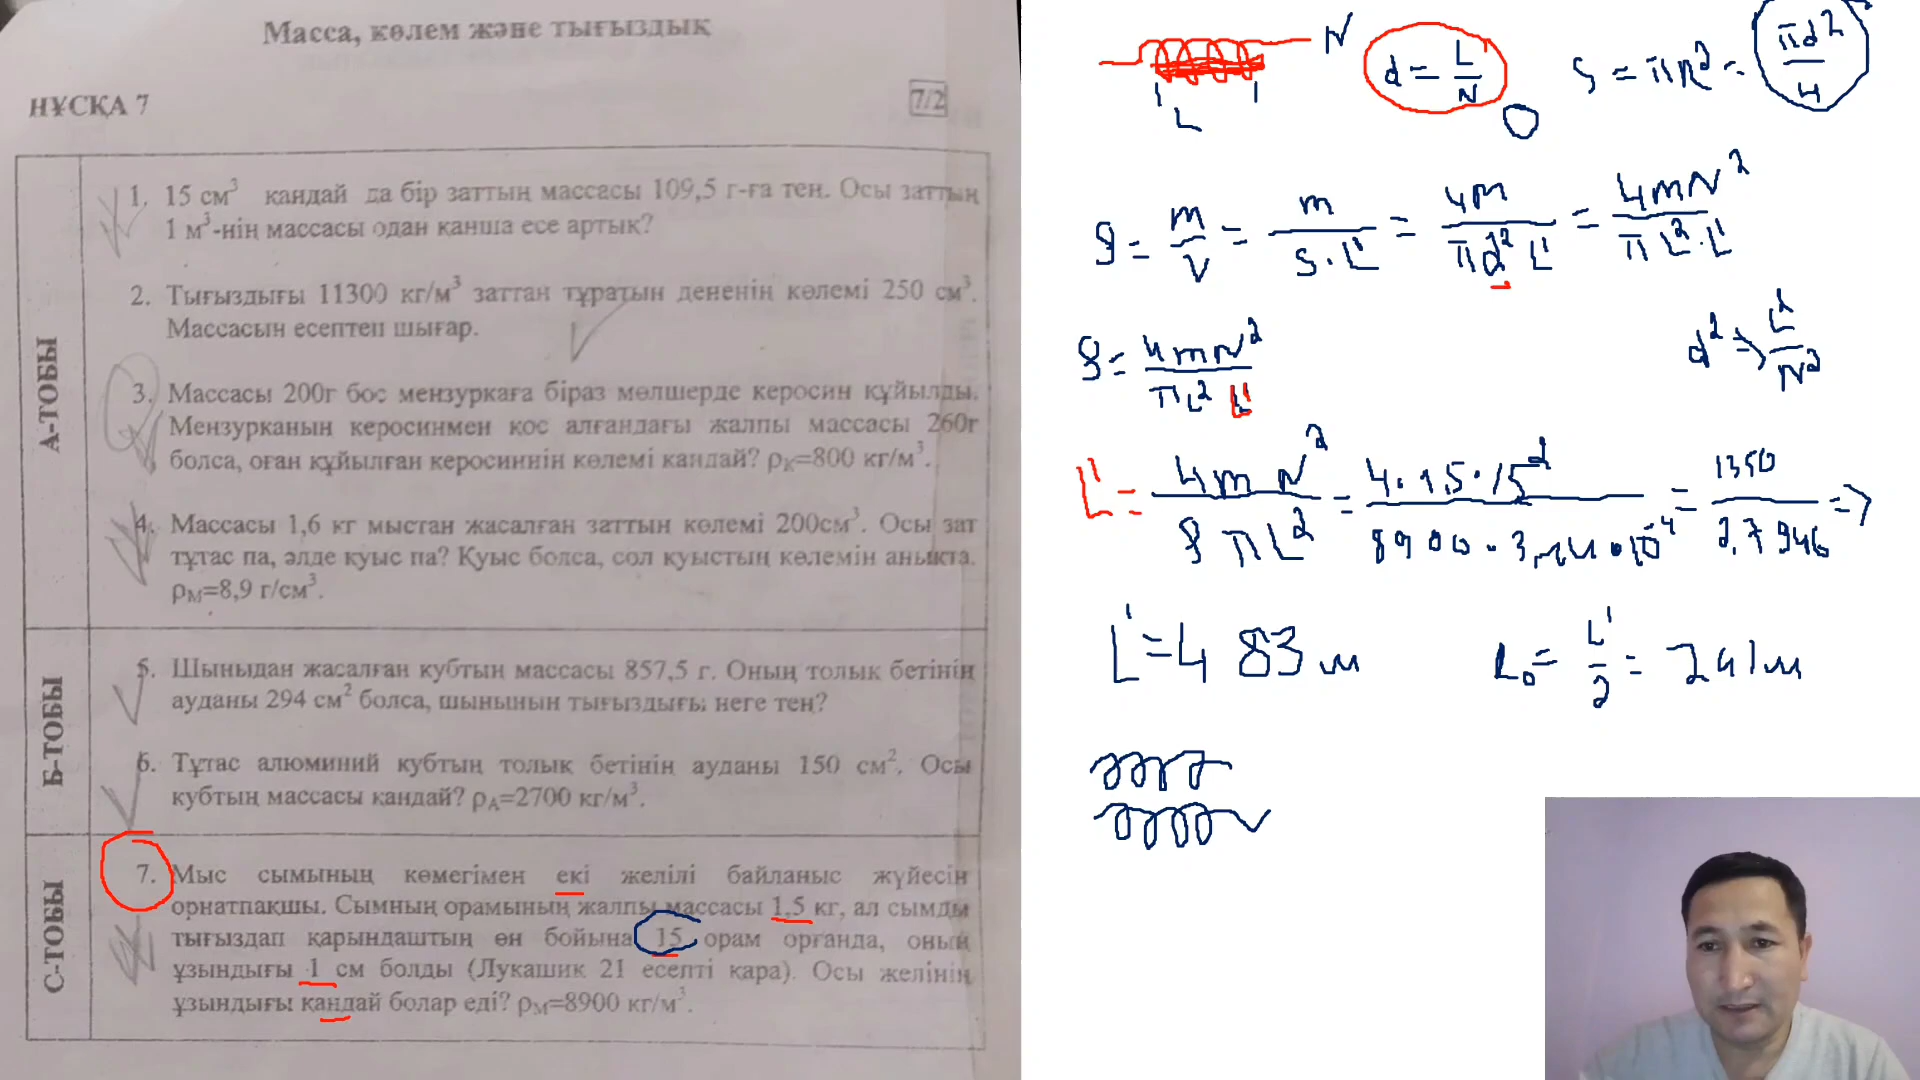 Масса, көлем және тығыздық
НҰСҚА 7
7/2
А-ТОБЫ
1. 15 см³ қандай да бір заттың массасы 109,5 г-ға тең. Осы заттың
1 м³-нің массасы одан қанша есе артық?
2. Тығыздығы 11300 кг/м³ заттан тұратын дененің көлемі 250 см³.
Массасын есептеп шығар.
3. Массасы 200г бос мензуркаға біраз мөлшерде керосин құйылды.
Мензурканың керосинмен қос алғандағы жалпы массасы 260г
болса, оған құйылған керосиннің көлемі қандай? ρК=800 кг/м³.
4. Массасы 1,6 кг мыстан жасалған заттың көлемі 200см³. Осы зат
тұтас па, әлде қуыс па? Қуыс болса, сол қуыстың көлемін анықта.
ρМ=8,9 г/см³.
Б-ТОБЫ
5. Шыныдан жасалған кубтың массасы 857,5 г. Оның толық бетінің
ауданы 294 см² болса, шынының тығыздығы неге тең?
6. Тұтас алюминий кубтың толық бетінің ауданы 150 см². Осы
кубтың массасы қандай? ρА=2700 кг/м³.
С-ТОБЫ
7. Мыс сымының көмегімен екі желілі байланыс жүйесін
орнатпақшы. Сымның орамының жалпы массасы 1,5 кг, ал сымды
тығыздап қарындаштың өн бойына 15 орам орғанда, оның
ұзындығы 1 см болды (Лукашик 21 есепті қара). Осы желінің
ұзындығы қандай болар еді? ρМ=8900 кг/м³.
N
L
d = L/N
S = πR² = πd²/4
ρ = m/V = m/(S·L') = 4m/(πd²L') = 4mN²/(πL²·L')
ρ = 4mN²/(πL²L')
d² => L²/N²
L' = 4mN²/(ρπL²) = 4·1,5·15²/(8900·3,14·10⁻⁴) = 1350/2,7946 =>
L' = 483м
L₀ = L'/2 = 241м